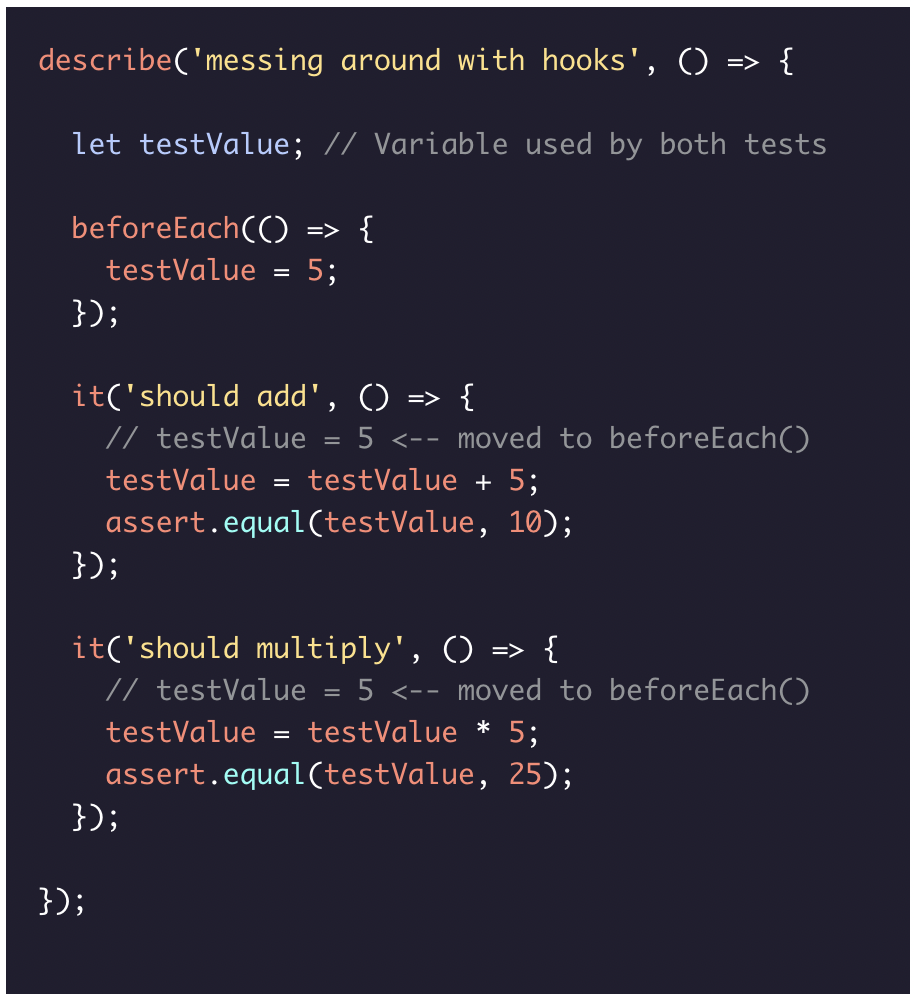 describe('messing around with hooks', () => {
let testValue; // Variable used by both tests
beforeEach(() => {
testValue = 5;
});
it('should add', () => {
// testValue = 5 <-- moved to beforeEach()
testValue = testValue + 5;
assert.equal(testValue, 10);
});
it('should multiply', () => {
// testValue = 5 <-- moved to beforeEach()
testValue = testValue * 5;
assert.equal(testValue, 25);
});
});